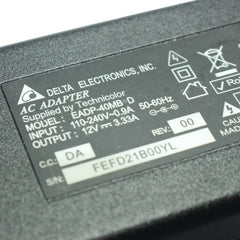 DELTA ELECTRONICS, INC.
AC ADAPTER
Supplied by Technicolor
MODEL: EADP-40MB D
INPUT: 110-240V~0.9A 50-60Hz
OUTPUT: 12V⎓3.33A
REV.: 00
C.C.: DA
S/N: FEFD21B00YL